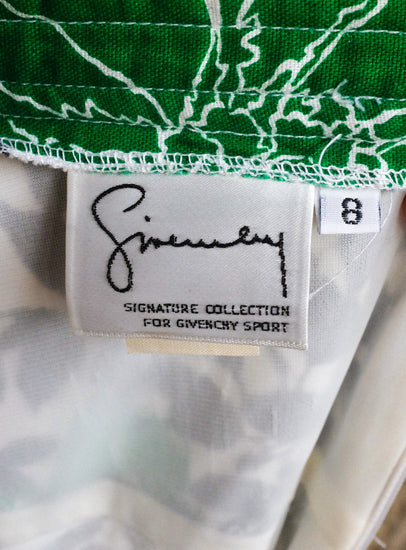 Givenchy
SIGNATURE COLLECTION
FOR GIVENCHY SPORT
8